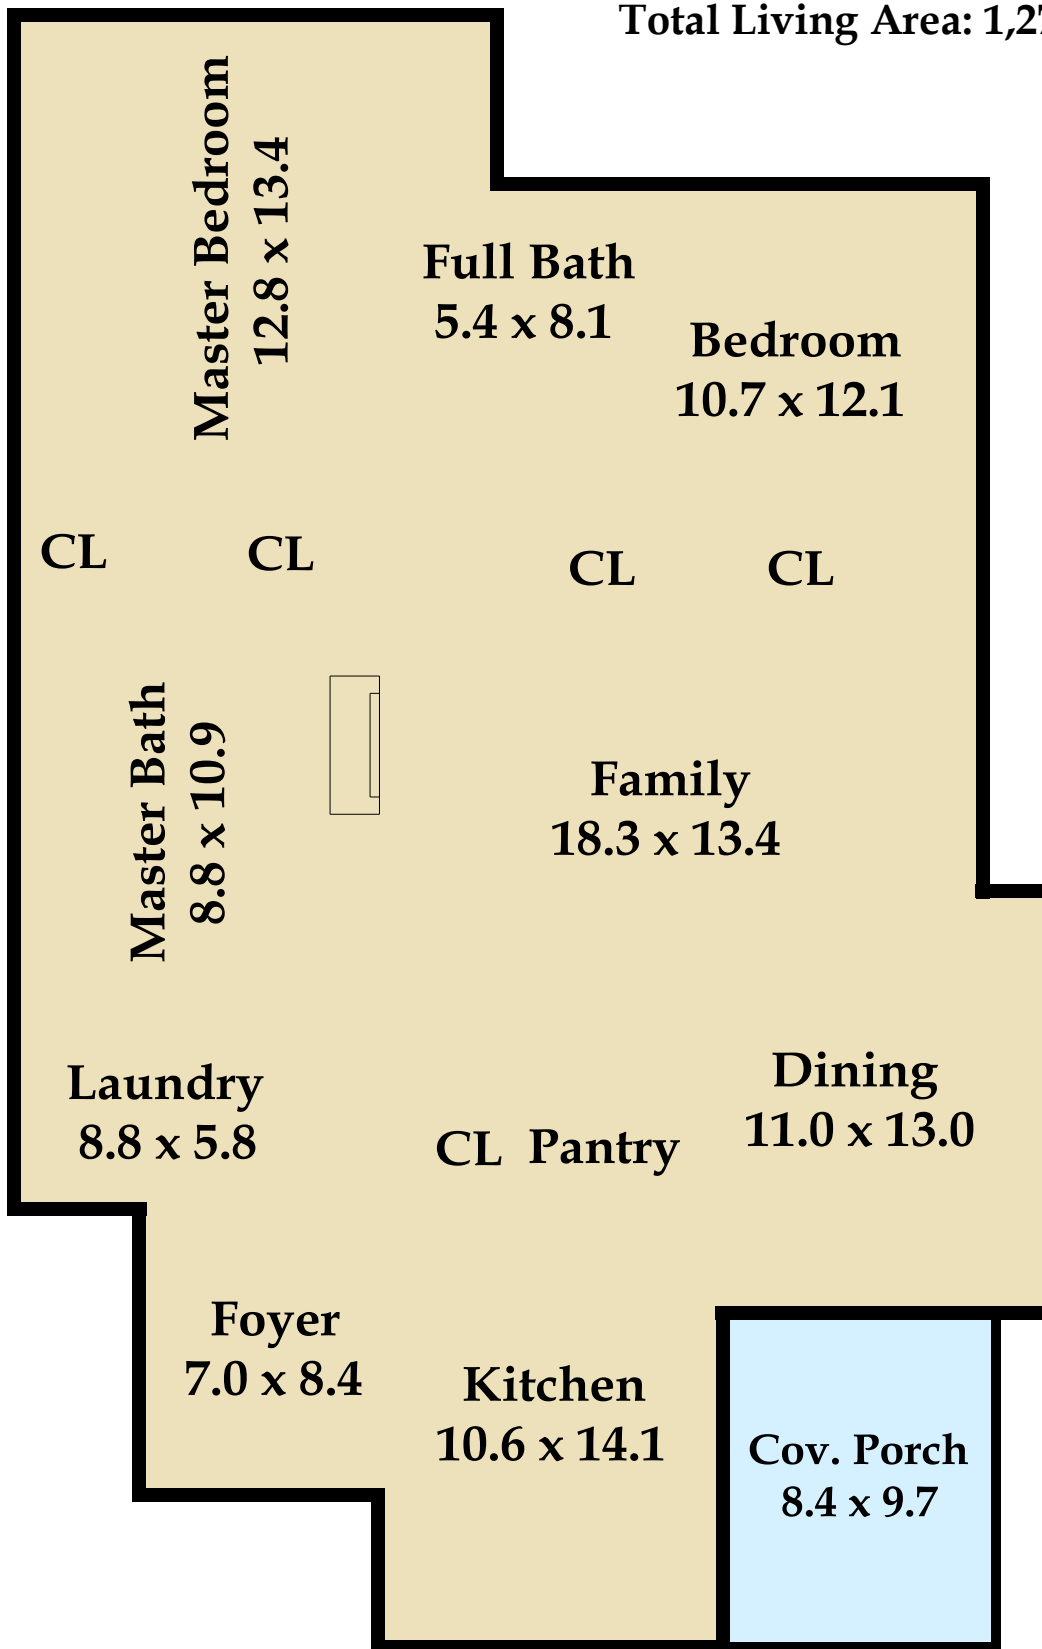 Total Living Area: 1,27
Master Bedroom
12.8 x 13.4
Full Bath
5.4 x 8.1
Bedroom
10.7 x 12.1
CL
CL
CL
CL
Master Bath
8.8 x 10.9
Family
18.3 x 13.4
Laundry
8.8 x 5.8
CL
Pantry
Dining
11.0 x 13.0
Foyer
7.0 x 8.4
Kitchen
10.6 x 14.1
Cov. Porch
8.4 x 9.7